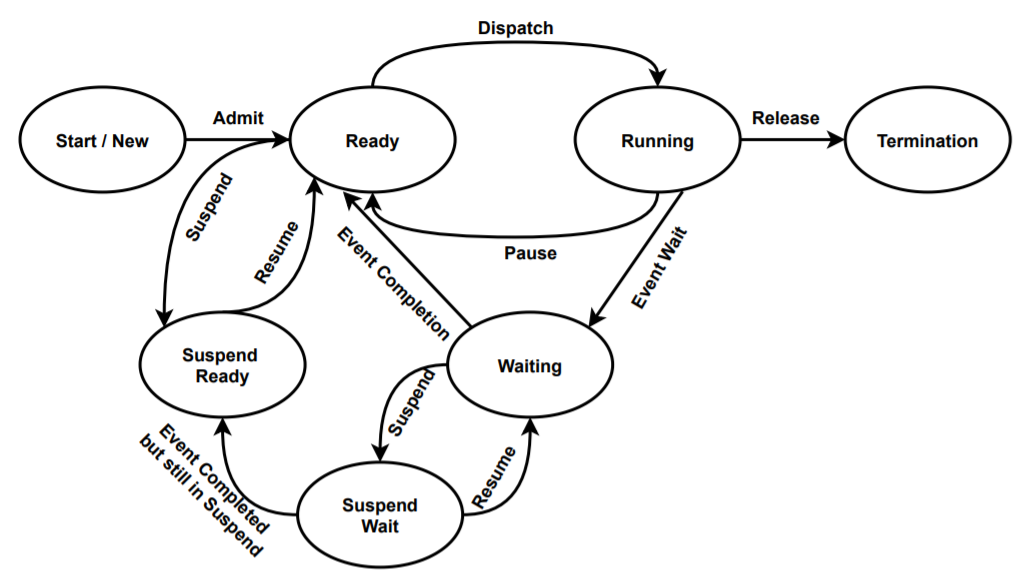 Dispatch
Admit
Release
Start / New
Ready
Running
Termination
Suspend
Resume
Event Completion
Pause
Event Wait
Suspend
Ready
Waiting
Suspend
Event Completed
but still in Suspend
Suspend
Wait
Resume